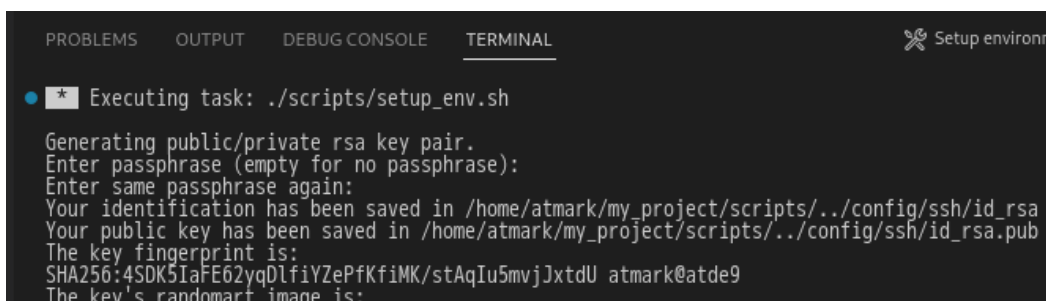 PROBLEMS OUTPUT DEBUG CONSOLE TERMINAL Setup environm
* Executing task: ./scripts/setup_env.sh
Generating public/private rsa key pair.
Enter passphrase (empty for no passphrase):
Enter same passphrase again:
Your identification has been saved in /home/atmark/my_project/scripts/../config/ssh/id_rsa
Your public key has been saved in /home/atmark/my_project/scripts/../config/ssh/id_rsa.pub
The key fingerprint is:
SHA256:4SDK5IaFE62yqDlfiYZePfKfiMK/stAqIu5mvjJxtdU atmark@atde9
The key's randomart image is: